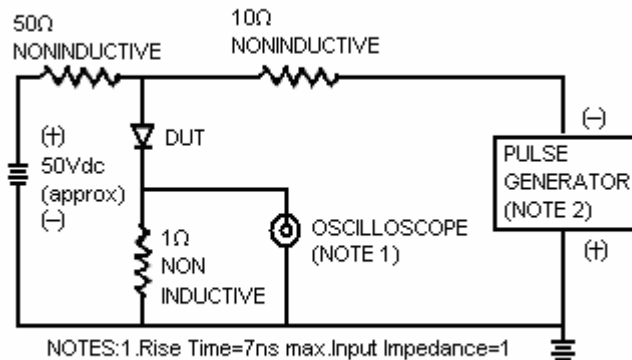 50Ω
NONINDUCTIVE
10Ω
NONINDUCTIVE
(+)
50Vdc
(approx)
(−)
DUT
1Ω
NON
INDUCTIVE
OSCILLOSCOPE
(NOTE 1)
(−)
PULSE
GENERATOR
(NOTE 2)
(+)
NOTES:1.Rise Time=7ns max.Input Impedance=1